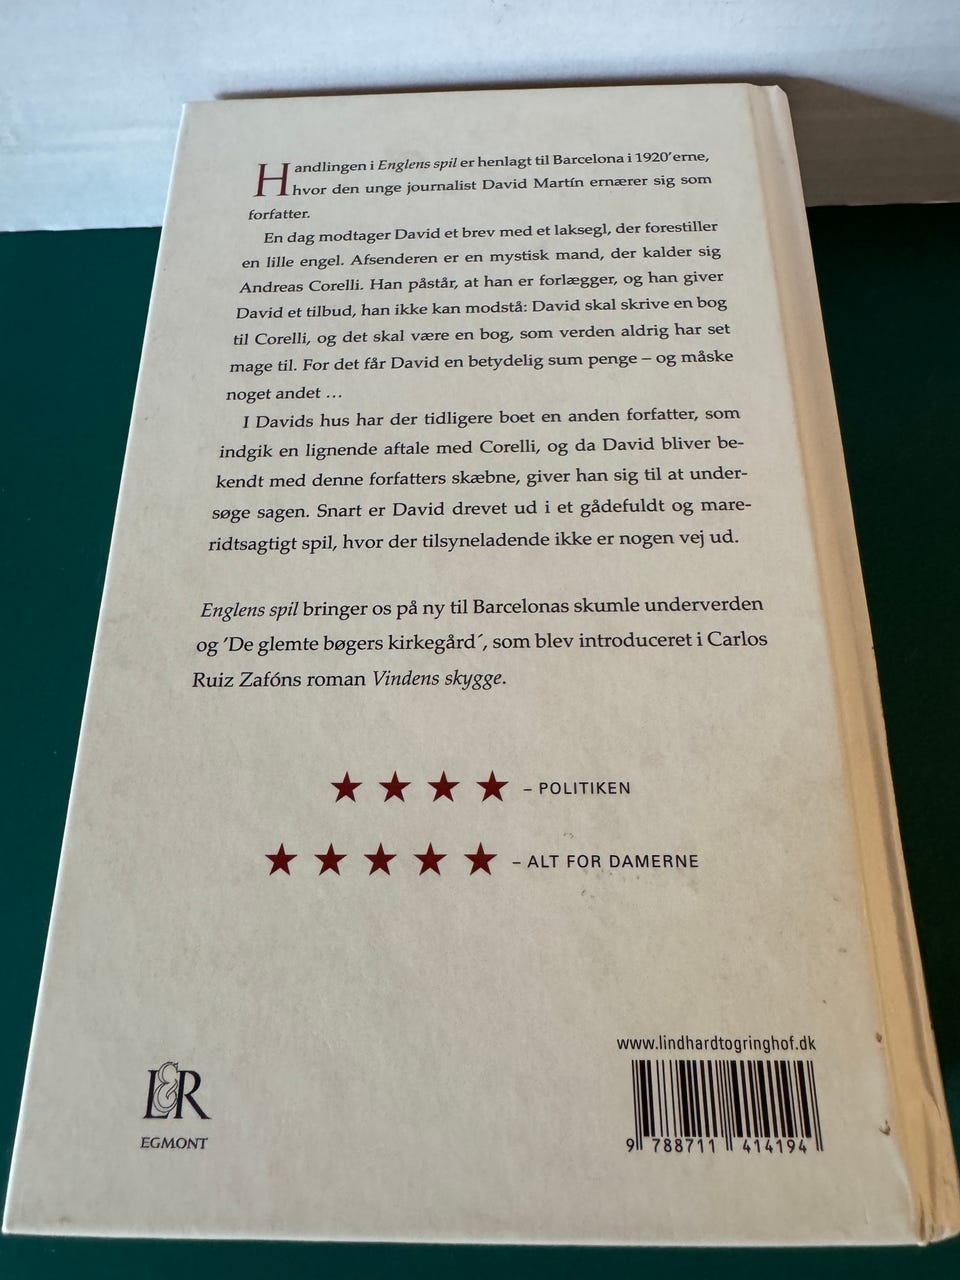 Handlingen i Englens spil er henlagt til Barcelona i 1920'erne,
hvor den unge journalist David Martín ernærer sig som
forfatter.
En dag modtager David et brev med et laksegl, der forestiller
en lille engel. Afsenderen er en mystisk mand, der kalder sig
Andreas Corelli. Han påstår, at han er forlægger, og han giver
David et tilbud, han ikke kan modstå: David skal skrive en bog
til Corelli, og det skal være en bog, som verden aldrig har set
mage til. For det får David en betydelig sum penge – og måske
noget andet ...
I Davids hus har der tidligere boet en anden forfatter, som
indgik en lignende aftale med Corelli, og da David bliver be-
kendt med denne forfatters skæbne, giver han sig til at under-
søge sagen. Snart er David drevet ud i et gådefuldt og mare-
ridtsagtigt spil, hvor der tilsyneladende ikke er nogen vej ud.
Englens spil bringer os på ny til Barcelonas skumle underverden
og ’De glemte bøgers kirkegård´, som blev introduceret i Carlos
Ruiz Zafóns roman Vindens skygge.
★ ★ ★ ★ – POLITIKEN
★ ★ ★ ★ ★ – ALT FOR DAMERNE
www.lindhardtogringhof.dk
L&R
EGMONT
9 788711 414194